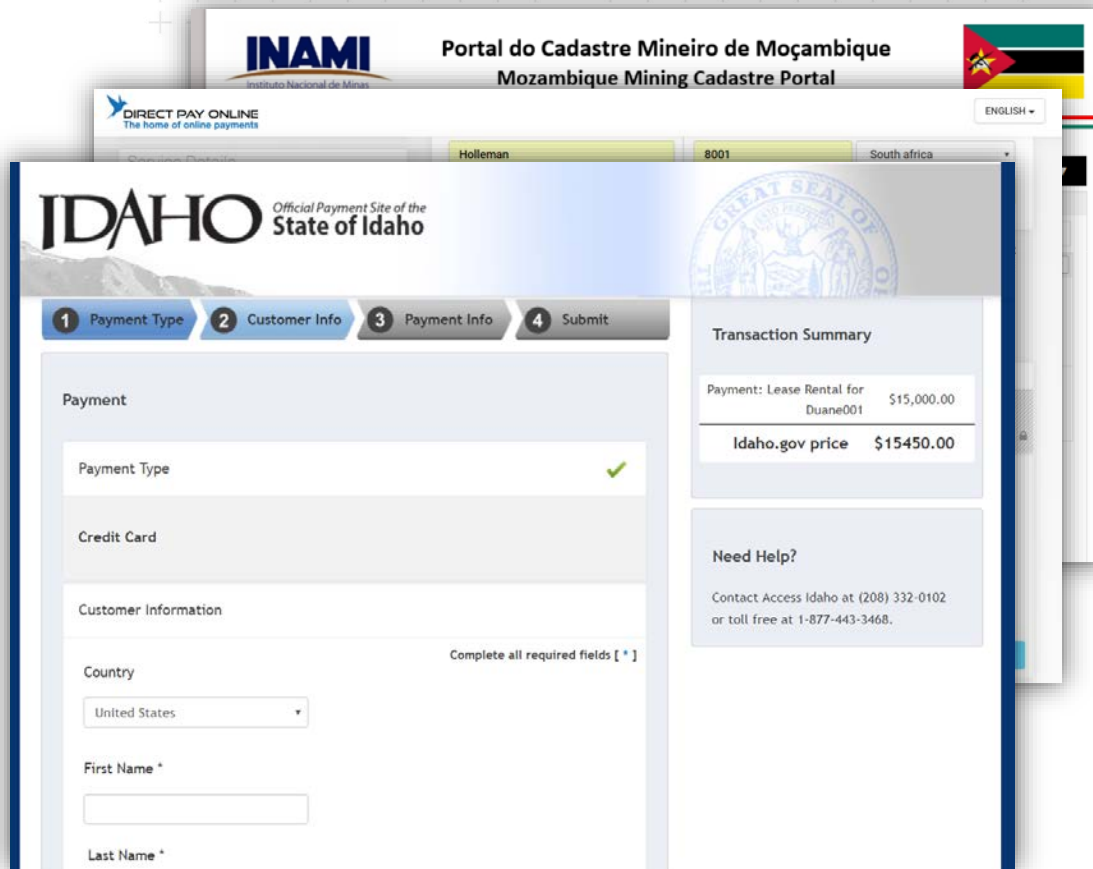 INAMI
Instituto Nacional de Minas
Portal do Cadastre Mineiro de Moçambique
Mozambique Mining Cadastre Portal
DIRECT PAY ONLINE
The home of online payments
ENGLISH
Service Details
Holleman
8001
South africa
IDAHO
Official Payment Site of the
State of Idaho
GREAT SEAL OF
1 Payment Type
2 Customer Info
3 Payment Info
4 Submit
Payment
Payment Type
Credit Card
Customer Information
Complete all required fields [ * ]
Country
United States
First Name *
Last Name *
Transaction Summary
Payment: Lease Rental for
Duane001
$15,000.00
Idaho.gov price $15450.00
Need Help?
Contact Access Idaho at (208) 332-0102
or toll free at 1-877-443-3468.